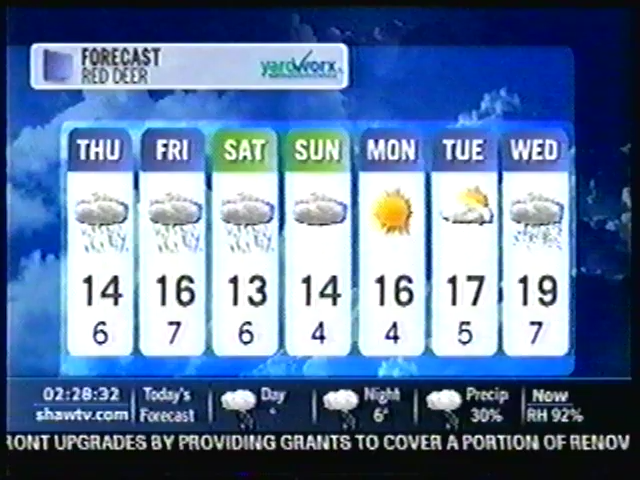 FORECAST
RED DEER
yardworx
THU FRI SAT SUN MON TUE WED
14 16 13 14 16 17 19
6 7 6 4 4 5 7
02:28:32 Today's Day Night Precip Now
shawtv.com Forecast ° 6° 30% RH 92%
RONT UPGRADES BY PROVIDING GRANTS TO COVER A PORTION OF RENOV